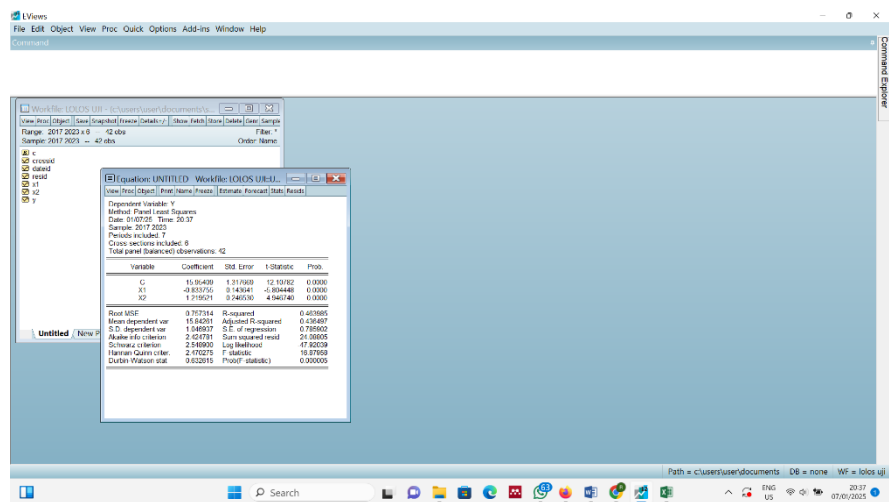 EViews
File Edit Object View Proc Quick Options Add-ins Window Help
Command
Command Explorer
Workfile: LOLOS UJI - (c:\users\user\documents\s...
View Proc Object Save Snapshot Freeze Details+/- Show Fetch Store Delete Genr Sample
Range: 2017 2023 x 6 -- 42 obs Filter: *
Sample: 2017 2023 -- 42 obs Order: Name
c
crossid
dateid
resid
x1
x2
y
Untitled New P
Equation: UNTITLED Workfile: LOLOS UJI::U...
View Proc Object Print Name Freeze Estimate Forecast Stats Resids
Dependent Variable: Y
Method: Panel Least Squares
Date: 01/07/25 Time: 20:37
Sample: 2017 2023
Periods included: 7
Cross-sections included: 6
Total panel (balanced) observations: 42
Variable Coefficient Std. Error t-Statistic Prob.
C 15.95409 1.317669 12.10782 0.0000
X1 -0.833755 0.143641 -5.804448 0.0000
X2 1.219521 0.246530 4.946740 0.0000
Root MSE 0.757314 R-squared 0.463985
Mean dependent var 15.84261 Adjusted R-squared 0.436497
S.D. dependent var 1.046937 S.E. of regression 0.785902
Akaike info criterion 2.424781 Sum squared resid 24.08805
Schwarz criterion 2.548900 Log likelihood -47.92039
Hannan-Quinn criter. 2.470275 F-statistic 16.87958
Durbin-Watson stat 0.632615 Prob(F-statistic) 0.000005
Path = c:\users\user\documents DB = none WF = lolos uji
Search
63
ENG
US
20:37
07/01/2025